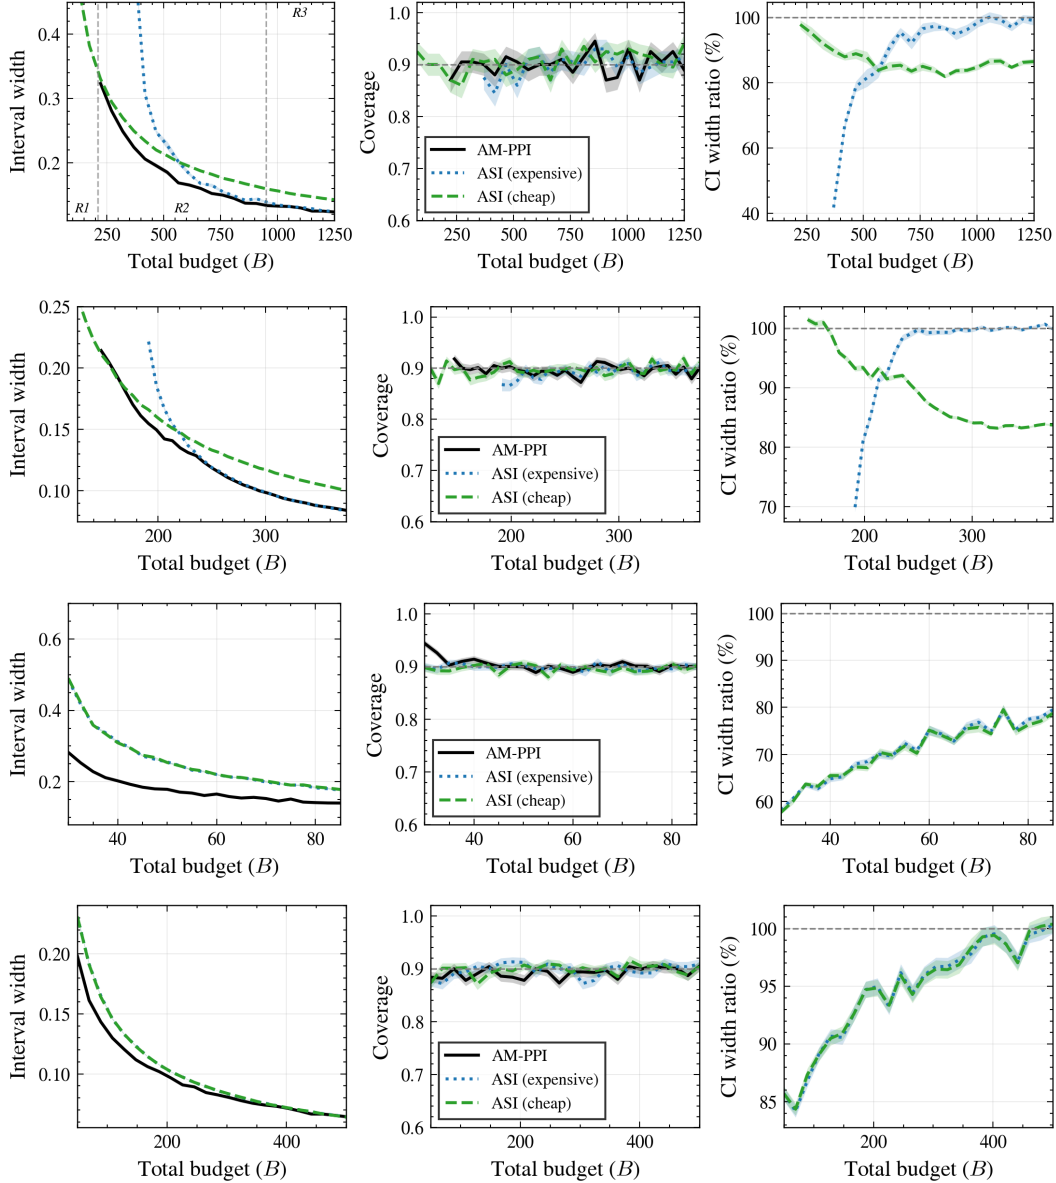 Interval width
0.4
0.3
0.2
R1
R2
R3
250
500
750
1000
1250
Total budget (B)
Coverage
1.0
0.9
0.8
0.7
0.6
AM-PPI
ASI (expensive)
ASI (cheap)
250
500
750
1000
1250
Total budget (B)
CI width ratio (%)
100
80
60
40
250
500
750
1000
1250
Total budget (B)
Interval width
0.25
0.20
0.15
0.10
200
300
Total budget (B)
Coverage
1.0
0.9
0.8
0.7
0.6
AM-PPI
ASI (expensive)
ASI (cheap)
200
300
Total budget (B)
CI width ratio (%)
100
90
80
70
200
300
Total budget (B)
Interval width
0.6
0.4
0.2
40
60
80
Total budget (B)
Coverage
1.0
0.9
0.8
0.7
0.6
AM-PPI
ASI (expensive)
ASI (cheap)
40
60
80
Total budget (B)
CI width ratio (%)
100
90
80
70
60
40
60
80
Total budget (B)
Interval width
0.20
0.15
0.10
200
400
Total budget (B)
Coverage
1.0
0.9
0.8
0.7
0.6
AM-PPI
ASI (expensive)
ASI (cheap)
200
400
Total budget (B)
CI width ratio (%)
100
95
90
85
200
400
Total budget (B)